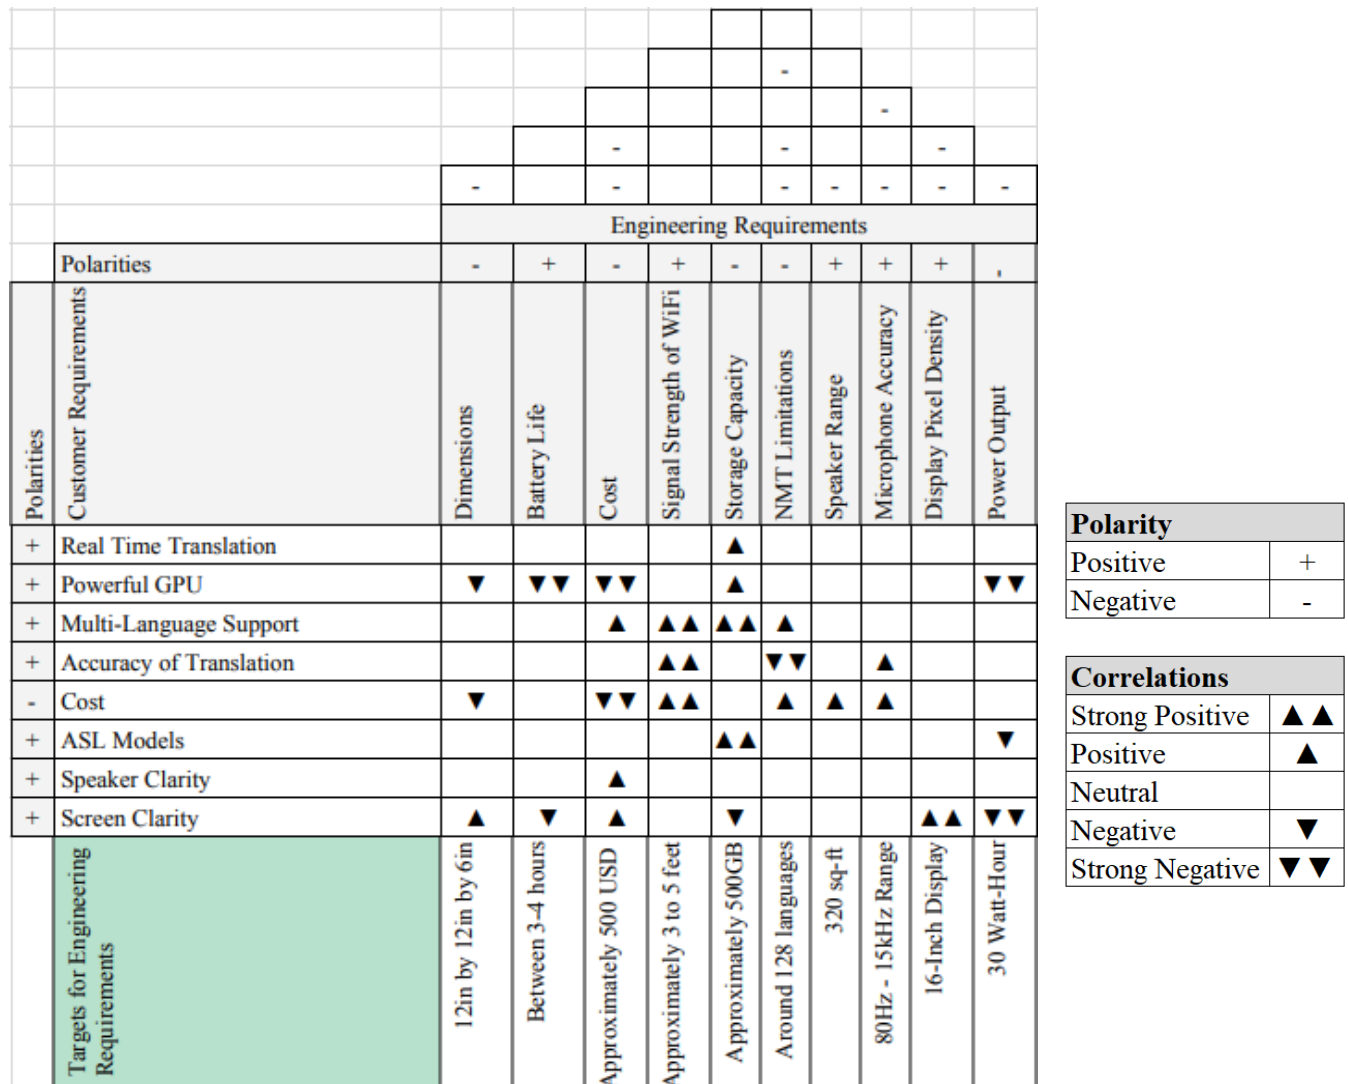 -
-
- - -
- - - - - - -
Engineering Requirements
Polarities - + - + - - + + + -
Polarities
Customer Requirements
Dimensions
Battery Life
Cost
Signal Strength of WiFi
Storage Capacity
NMT Limitations
Speaker Range
Microphone Accuracy
Display Pixel Density
Power Output
+ Real Time Translation ▲
+ Powerful GPU ▼ ▼▼ ▼▼ ▲ ▼▼
+ Multi-Language Support ▲ ▲▲ ▲▲ ▲
+ Accuracy of Translation ▲▲ ▼▼ ▲
- Cost ▼ ▼▼ ▲▲ ▲ ▲ ▲
+ ASL Models ▲▲ ▼
+ Speaker Clarity ▲
+ Screen Clarity ▲ ▼ ▲ ▼ ▲▲ ▼▼
Targets for Engineering
Requirements
12in by 12in by 6in
Between 3-4 hours
Approximately 500 USD
Approximately 3 to 5 feet
Approximately 500GB
Around 128 languages
320 sq-ft
80Hz - 15kHz Range
16-Inch Display
30 Watt-Hour
Polarity
Positive +
Negative -
Correlations
Strong Positive ▲▲
Positive ▲
Neutral
Negative ▼
Strong Negative ▼▼